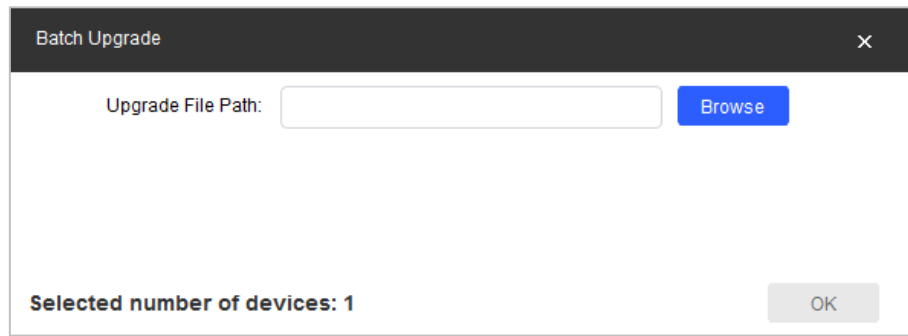 Batch Upgrade
Upgrade File Path:
Browse
Selected number of devices: 1
OK